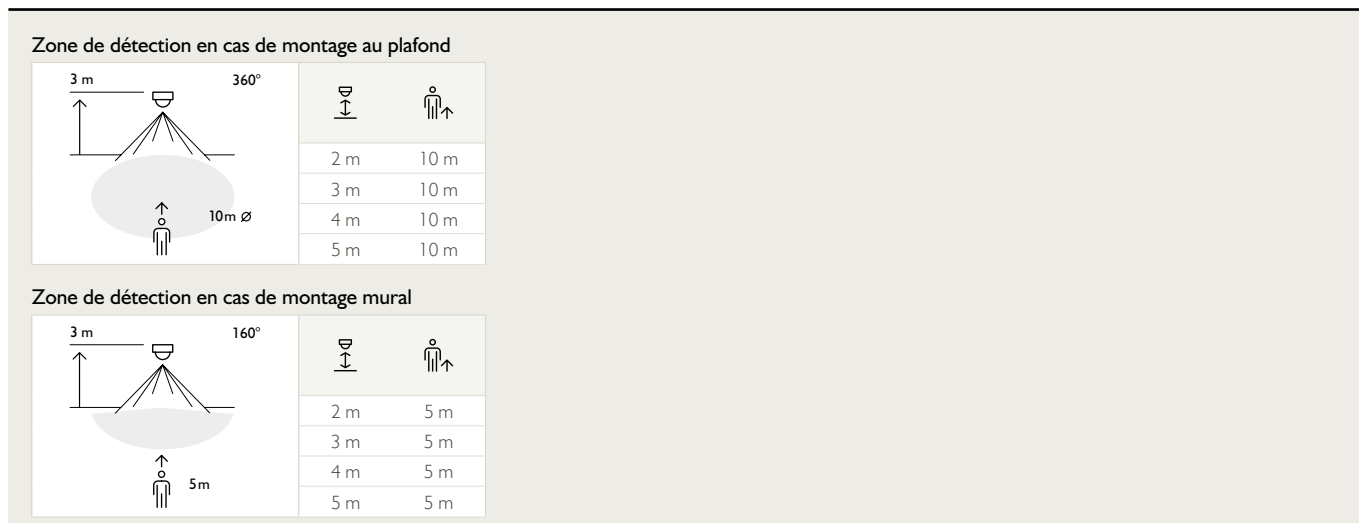 Zone de détection en cas de montage au plafond
3 m 360°
10m ⌀
2 m 10 m
3 m 10 m
4 m 10 m
5 m 10 m
Zone de détection en cas de montage mural
3 m 160°
5m
2 m 5 m
3 m 5 m
4 m 5 m
5 m 5 m